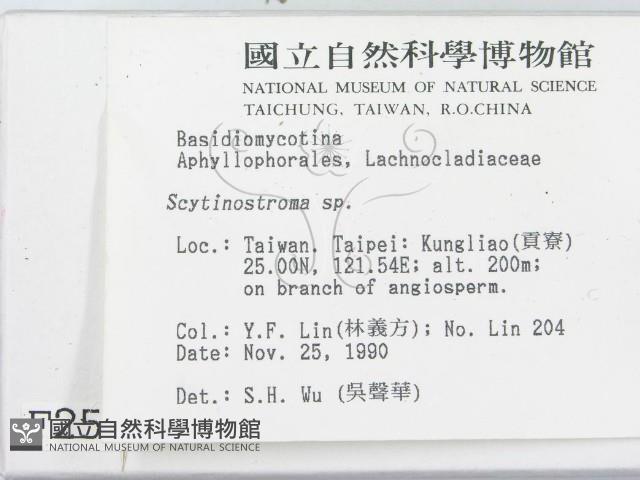 國立自然科學博物館
NATIONAL MUSEUM OF NATURAL SCIENCE
TAICHUNG, TAIWAN, R.O.CHINA
Basidiomycotina
Aphyllophorales, Lachnocladiaceae
Scytinostroma sp.
Loc.: Taiwan. Taipei: Kungliao(貢寮)
25.00N, 121.54E; alt. 200m;
on branch of angiosperm.
Col.: Y.F. Lin(林義方); No. Lin 204
Date: Nov. 25, 1990
Det.: S.H. Wu (吳聲華)
F25
國立自然科學博物館
NATIONAL MUSEUM OF NATURAL SCIENCE